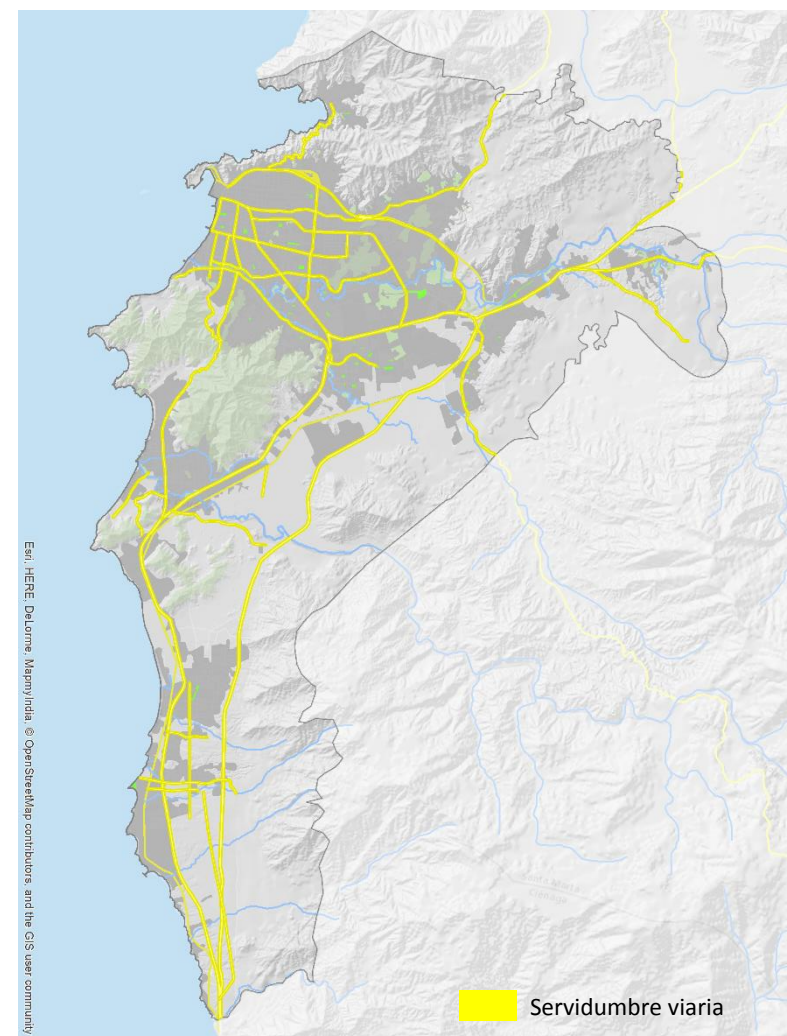 Esri, HERE, DeLorme, MapmyIndia, © OpenStreetMap contributors, and the GIS user community
Servidumbre viaria